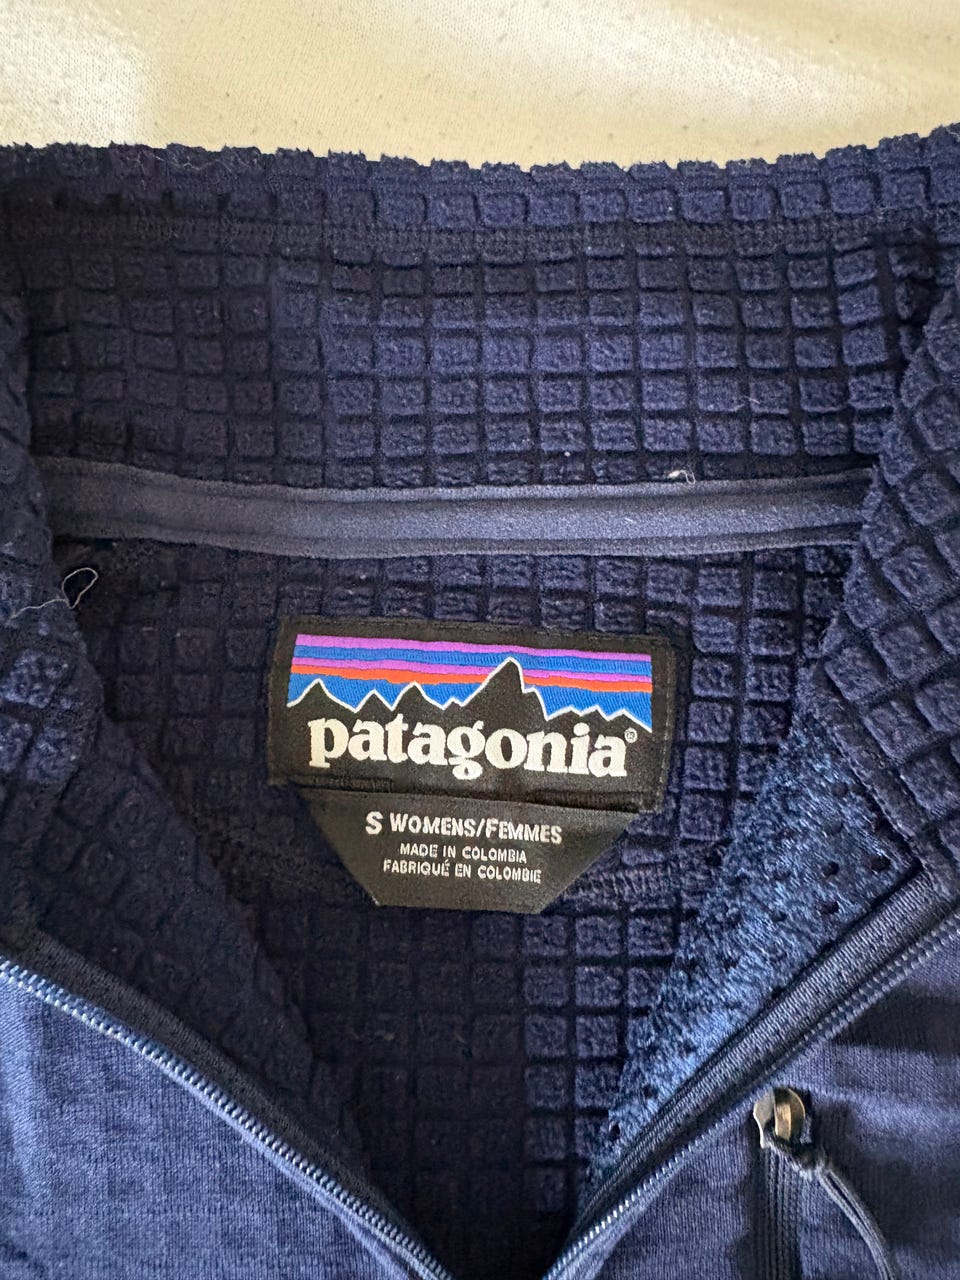 patagonia®
S WOMENS/FEMMES
MADE IN COLOMBIA
FABRIQUÉ EN COLOMBIE